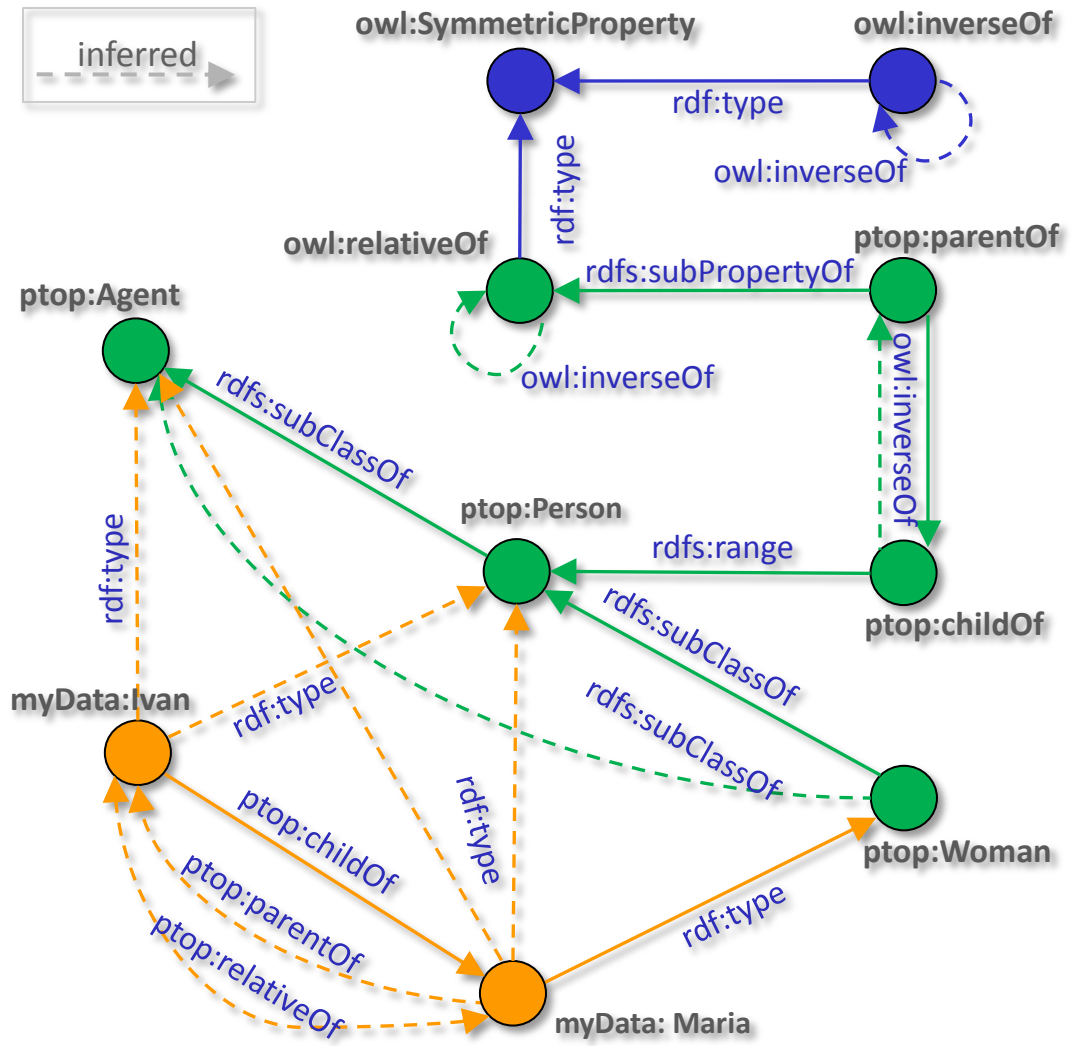 owl:SymmetricProperty
owl:inverseOf
inferred
rdf:type
owl:inverseOf
rdf:type
owl:relativeOf
ptop:parentOf
rdfs:subPropertyOf
ptop:Agent
owl:inverseOf
owl:inverseOf
rdfs:subClassOf
ptop:Person
rdfs:range
rdf:type
rdfs:subClassOf
ptop:childOf
myData:Ivan
rdf:type
rdfs:subClassOf
rdf:type
ptop:childOf
ptop:Woman
ptop:parentOf
rdf:type
ptop:relativeOf
myData: Maria